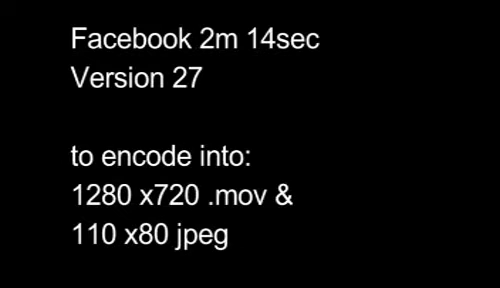 Facebook 2m 14sec
Version 27
to encode into:
1280 x720 .mov &
110 x80 jpeg